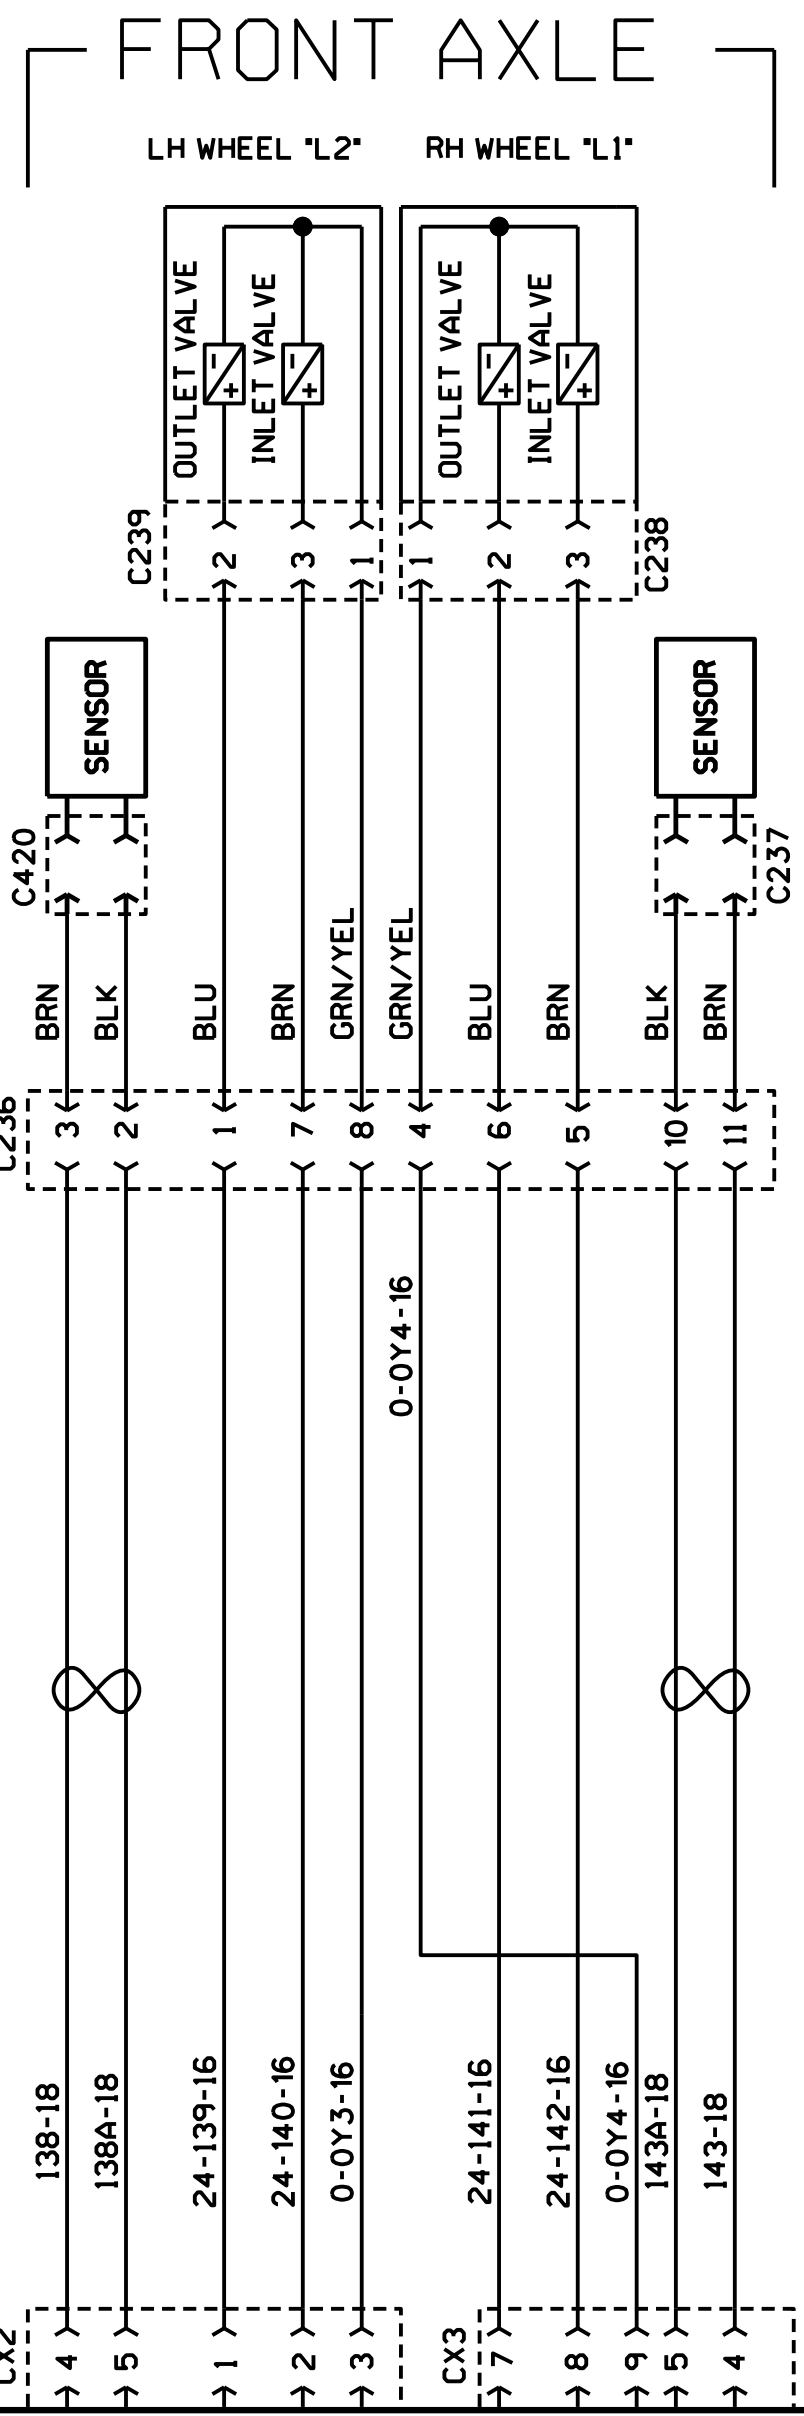 FRONT AXLE
LH WHEEL "L2"
RH WHEEL "L1"
OUTLET VALVE
INLET VALVE
OUTLET VALVE
INLET VALVE
- + - + - + - +
C239
2 3 1
1 2 3
C238
SENSOR
SENSOR
C420
C237
BRN
BLK
BLU
BRN
GRN/YEL
GRN/YEL
BLU
BRN
BLK
BRN
C236
3 2 1 7 8 4 6 5 10 11
0-0Y4-16
138-18
138A-18
24-139-16
24-140-16
0-0Y3-16
24-141-16
24-142-16
0-0Y4-16
143A-18
143-18
CX2
4 5 1 2 3
CX3
7 8 9 5 4